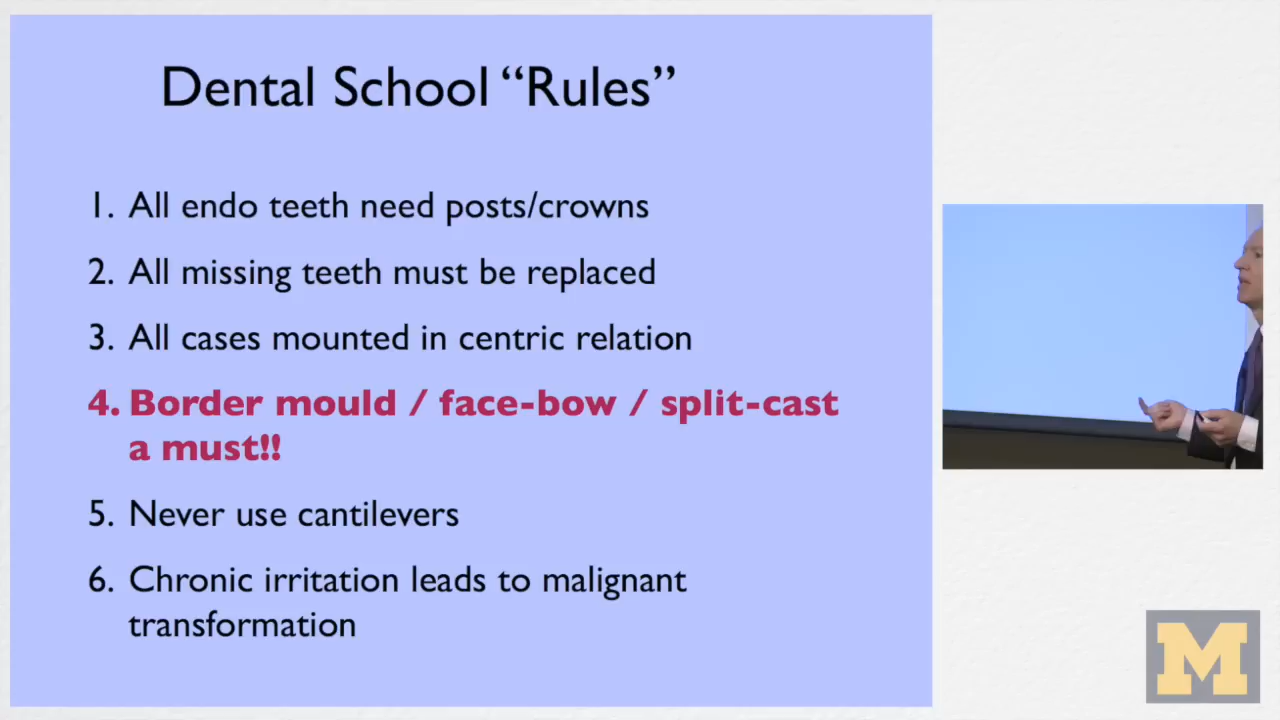 Dental School “Rules”
1. All endo teeth need posts/crowns
2. All missing teeth must be replaced
3. All cases mounted in centric relation
4. Border mould / face-bow / split-cast
a must!!
5. Never use cantilevers
6. Chronic irritation leads to malignant
transformation
M